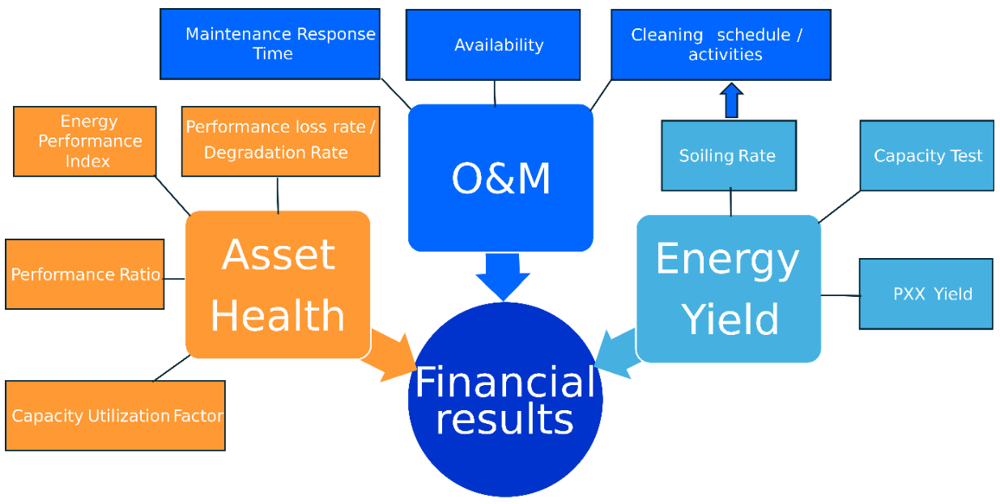 Maintenance Response
Time
Availability
Cleaning schedule /
activities
Energy
Performance
Index
Performance loss rate /
Degradation Rate
O&M
Soiling Rate
Capacity Test
Asset
Health
Energy
Yield
Performance Ratio
PXX Yield
Capacity Utilization Factor
Financial
results